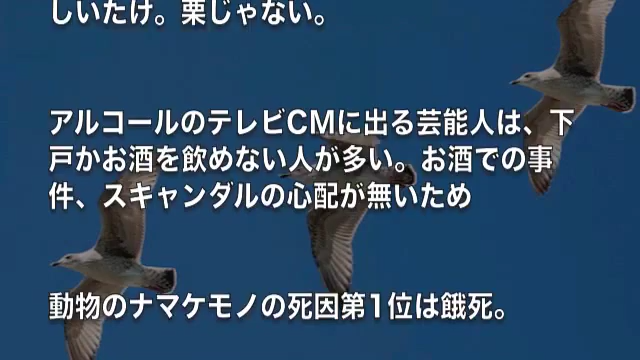 しいたけ。栗じゃない。
アルコールのテレビCMに出る芸能人は、下
戸かお酒を飲めない人が多い。お酒での事
件、スキャンダルの心配が無いため
動物のナマケモノの死因第1位は餓死。